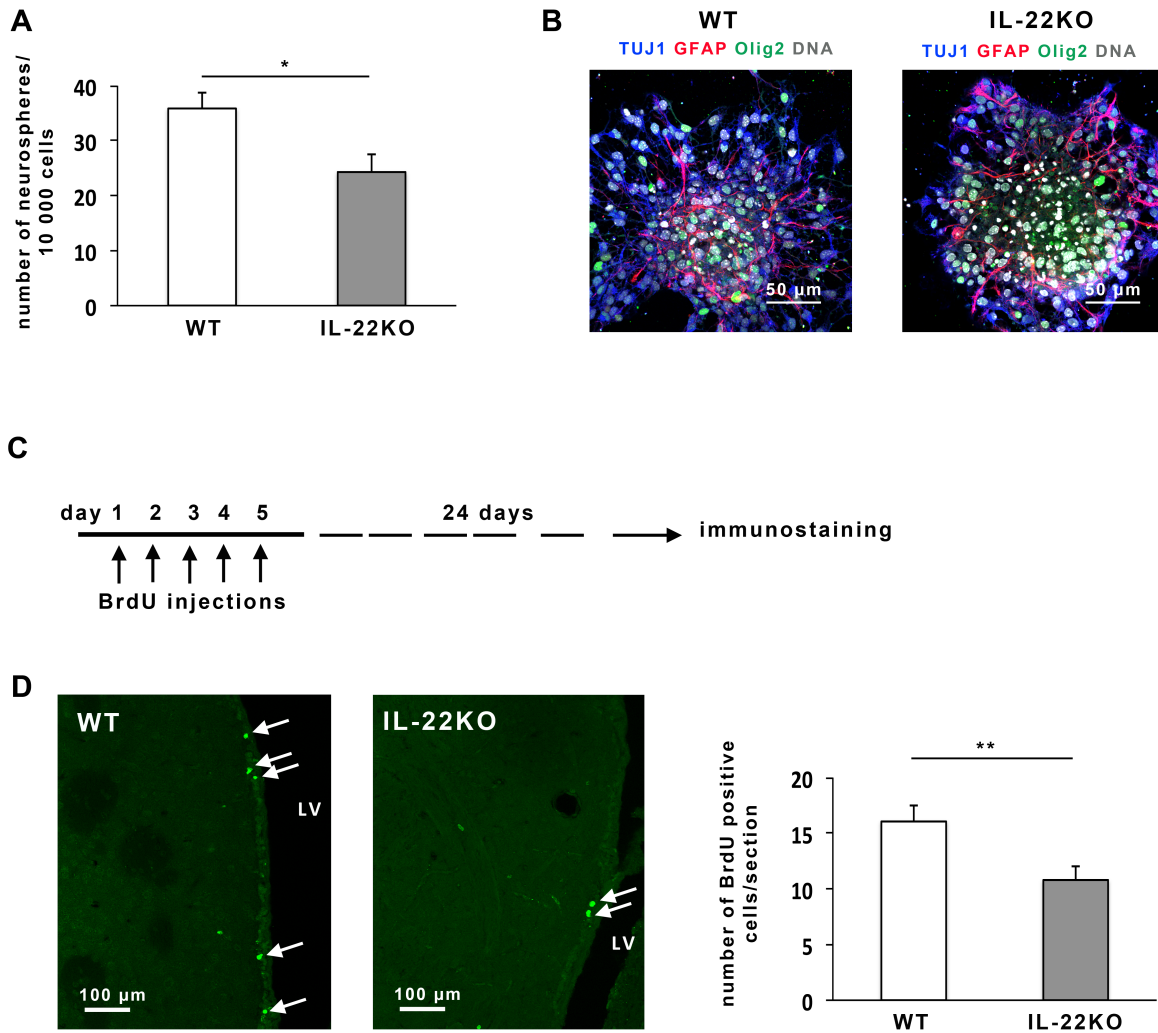 A
number of neurospheres/
10 000 cells
40
30
20
10
0
*
WT
IL-22KO
B
WT
TUJ1 GFAP Olig2 DNA
50 µm
IL-22KO
TUJ1 GFAP Olig2 DNA
50 µm
C
day 1 2 3 4 5
24 days
immunostaining
BrdU injections
D
WT
LV
100 µm
IL-22KO
LV
100 µm
number of BrdU positive
cells/section
20
15
10
5
0
**
WT
IL-22KO